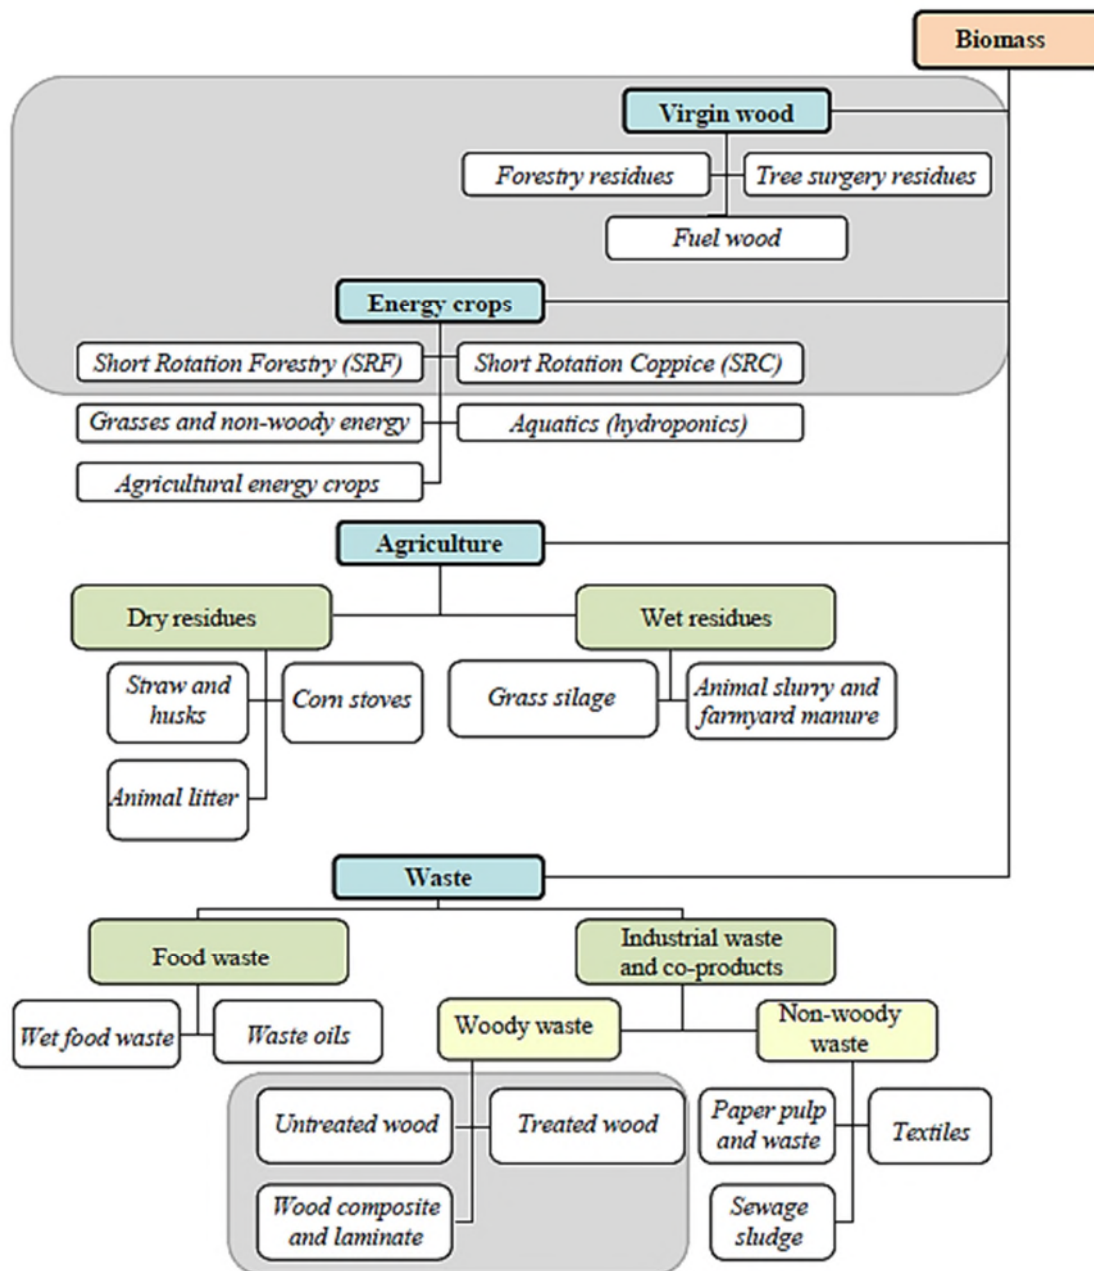 Biomass
Virgin wood
Forestry residues
Tree surgery residues
Fuel wood
Energy crops
Short Rotation Forestry (SRF)
Short Rotation Coppice (SRC)
Grasses and non-woody energy
Aquatics (hydroponics)
Agricultural energy crops
Agriculture
Dry residues
Wet residues
Straw and
husks
Corn stoves
Grass silage
Animal slurry and
farmyard manure
Animal litter
Waste
Food waste
Industrial waste
and co-products
Wet food waste
Waste oils
Woody waste
Non-woody
waste
Untreated wood
Treated wood
Paper pulp
and waste
Textiles
Wood composite
and laminate
Sewage
sludge